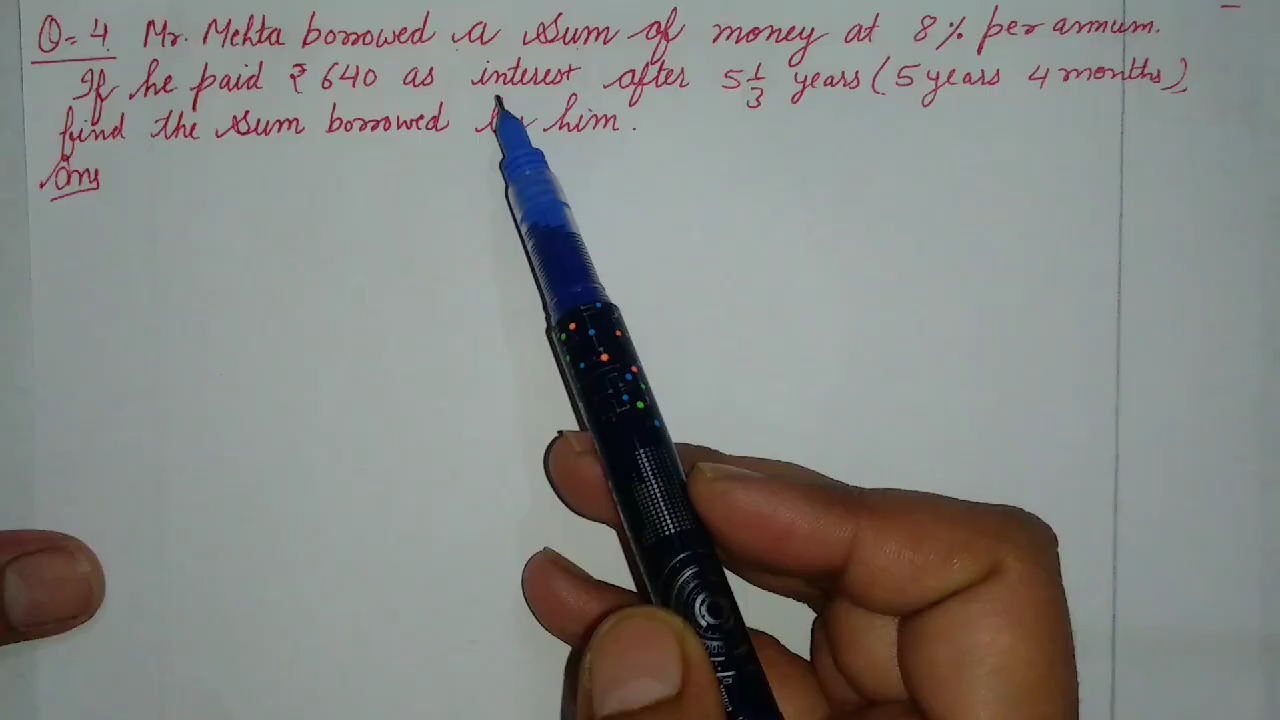 Q=4 Mr. Mehta borrowed a sum of money at 8% per annum.
If he paid ₹640 as interest after 5 1/3 years (5 years 4 months),
find the sum borrowed by him.
Ans